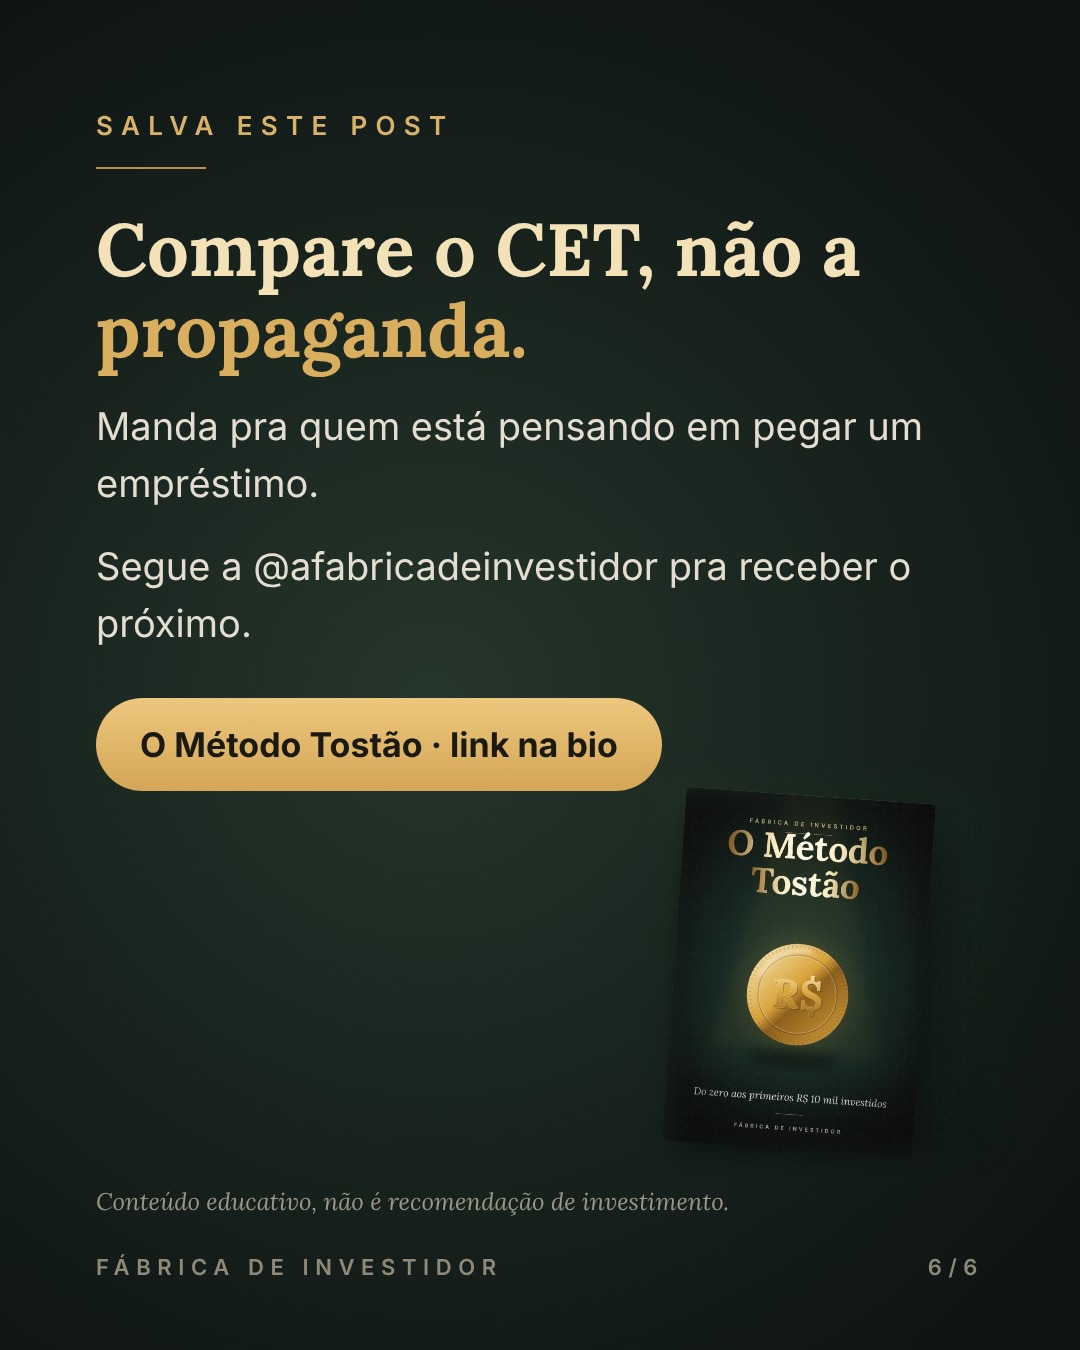 SALVA ESTE POST
Compare o CET, não a
propaganda.
Manda pra quem está pensando em pegar um
empréstimo.
Segue a @afabricadeinvestidor pra receber o
próximo.
O Método Tostão · link na bio
FÁBRICA DE INVESTIDOR
O Método
Tostão
R$
Do zero aos primeiros R$ 10 mil investidos
FÁBRICA DE INVESTIDOR
Conteúdo educativo, não é recomendação de investimento.
FÁBRICA DE INVESTIDOR
6/6